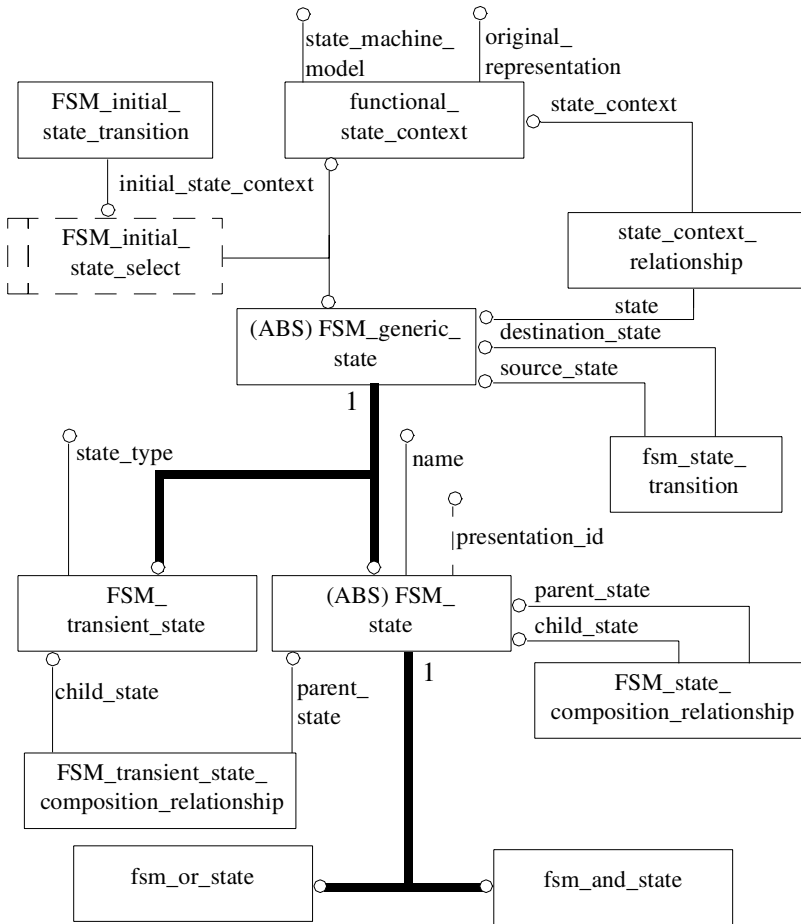 state_machine_
model
original_
representation
FSM_initial_
state_transition
functional_
state_context
state_context
initial_state_context
FSM_initial_
state_select
state_context_
relationship
state
(ABS) FSM_generic_
state
destination_state
source_state
1
state_type
name
fsm_state_
transition
presentation_id
FSM_
transient_state
(ABS) FSM_
state
parent_state
child_state
1
child_state
parent_
state
FSM_state_
composition_relationship
FSM_transient_state_
composition_relationship
fsm_or_state
fsm_and_state